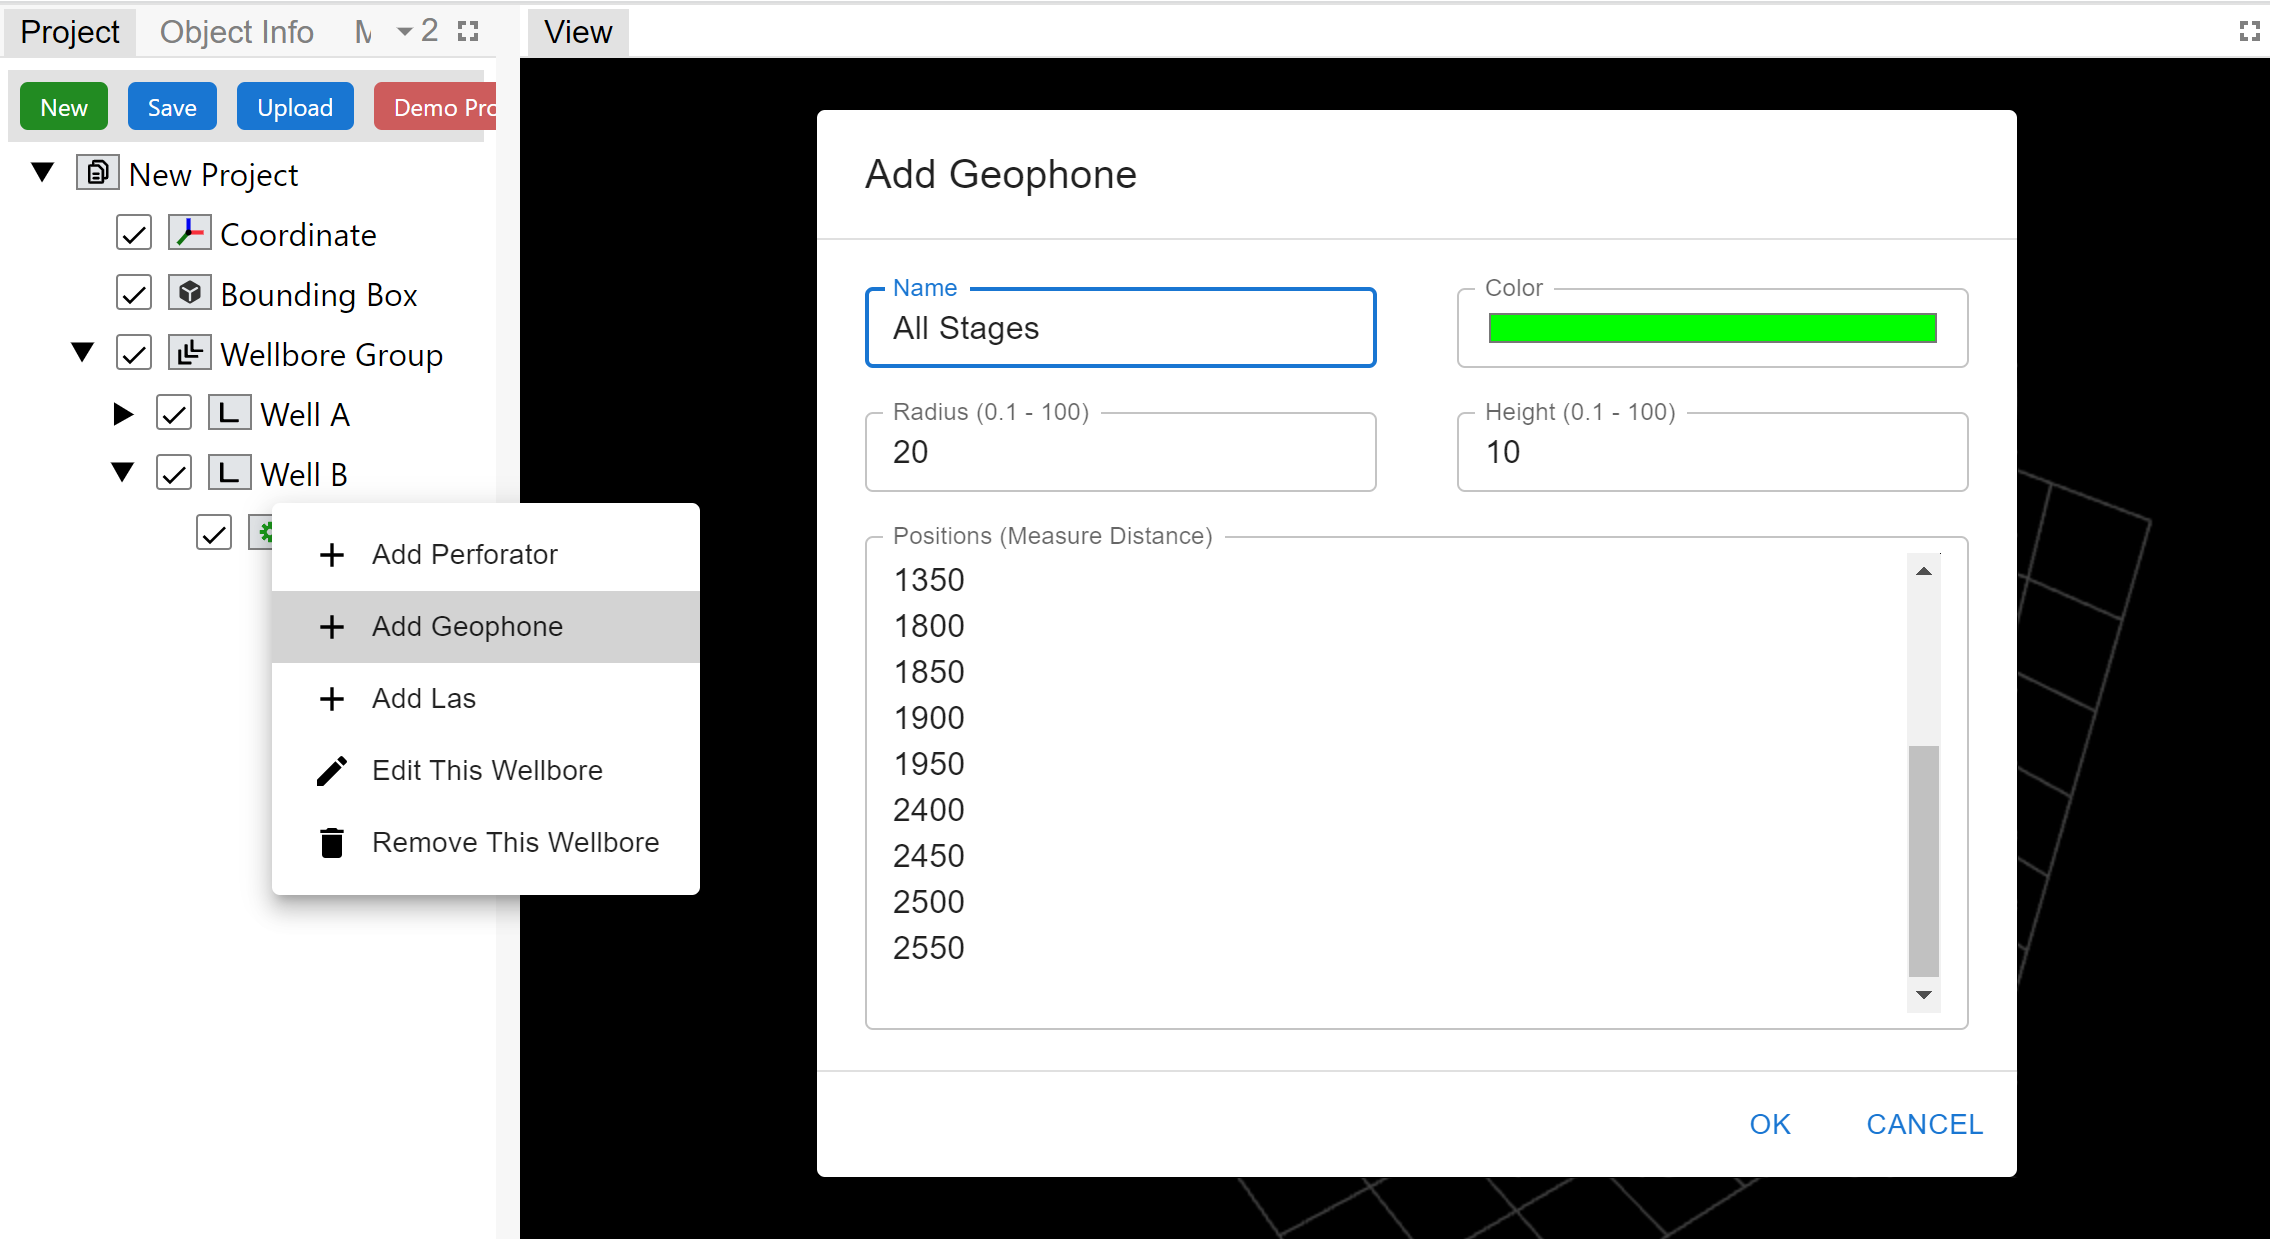 Project Object Info 2
New Save Upload Demo
New Project
Coordinate
Bounding Box
Wellbore Group
Well A
Well B
Add Perforator
Add Geophone
Add Las
Edit This Wellbore
Remove This Wellbore
View
Add Geophone
Name
All Stages
Color
Radius (0.1 - 100)
20
Height (0.1 - 100)
10
Positions (Measure Distance)
1350
1800
1850
1900
1950
2400
2450
2500
2550
OK CANCEL